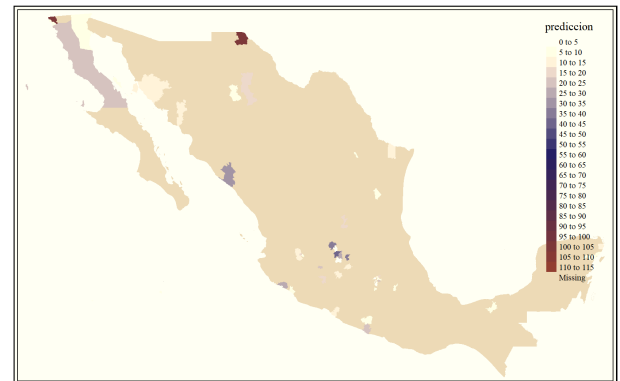 prediccion
0 to 5
5 to 10
10 to 15
15 to 20
20 to 25
25 to 30
30 to 35
35 to 40
40 to 45
45 to 50
50 to 55
55 to 60
60 to 65
65 to 70
70 to 75
75 to 80
80 to 85
85 to 90
90 to 95
95 to 100
100 to 105
105 to 110
110 to 115
Missing